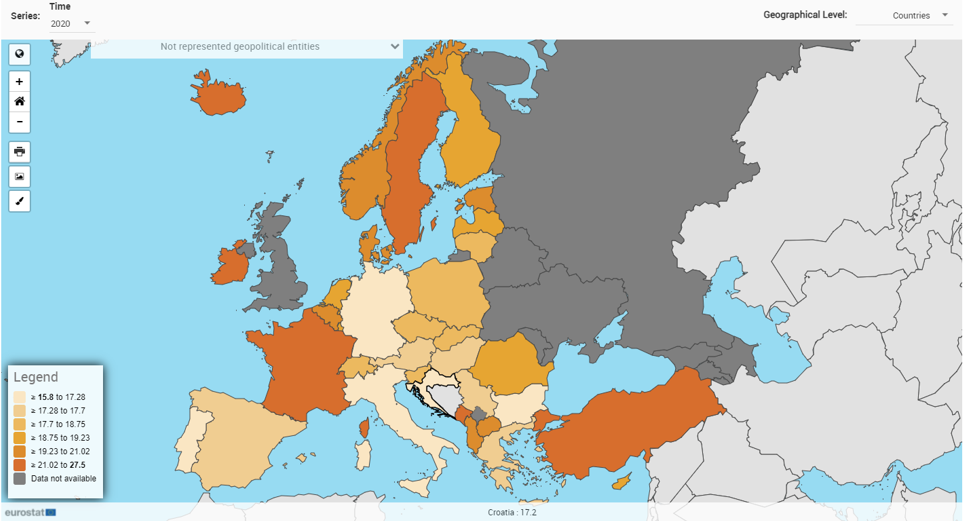 Series:
Time
2020
Geographical Level:
Countries
Not represented geopolitical entities
Legend
≥ 15.8 to 17.28
≥ 17.28 to 17.7
≥ 17.7 to 18.75
≥ 18.75 to 19.23
≥ 19.23 to 21.02
≥ 21.02 to 27.5
Data not available
eurostat
Croatia : 17.2